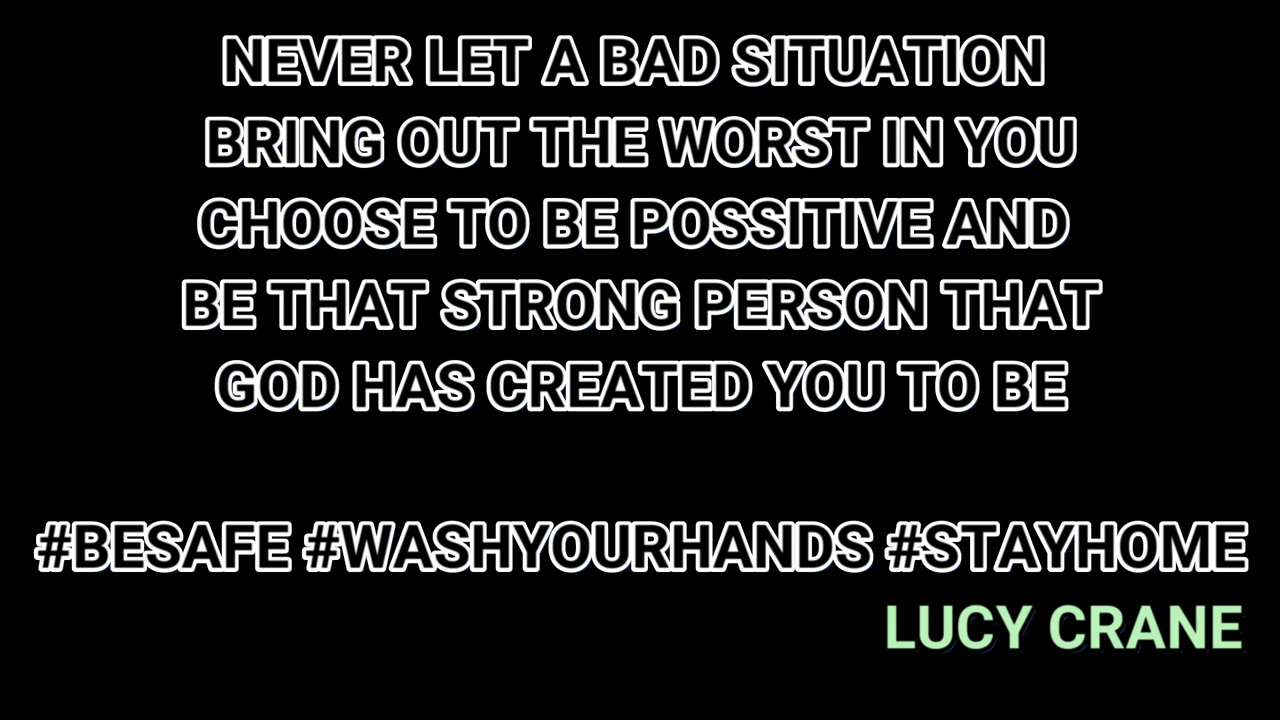 NEVER LET A BAD SITUATION
BRING OUT THE WORST IN YOU
CHOOSE TO BE POSSITIVE AND
BE THAT STRONG PERSON THAT
GOD HAS CREATED YOU TO BE
#BESAFE #WASHYOURHANDS #STAYHOME
LUCY CRANE